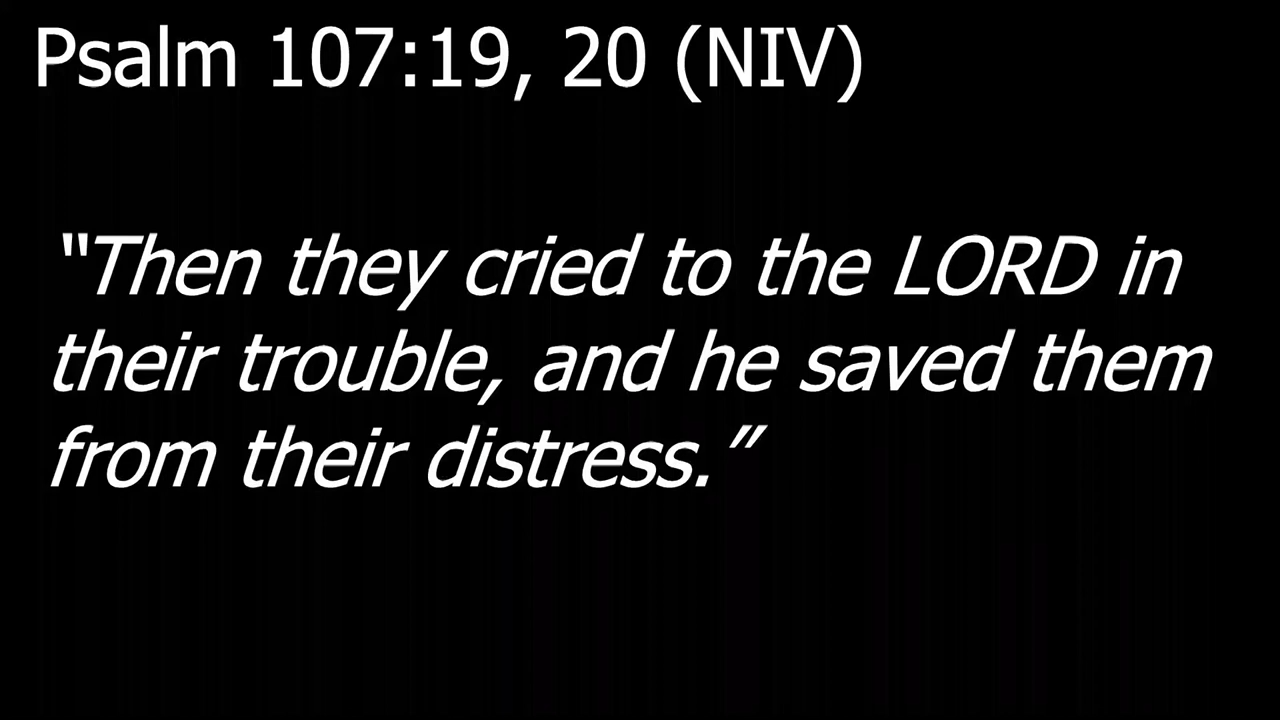 Psalm 107:19, 20 (NIV)
“Then they cried to the LORD in
their trouble, and he saved them
from their distress.”